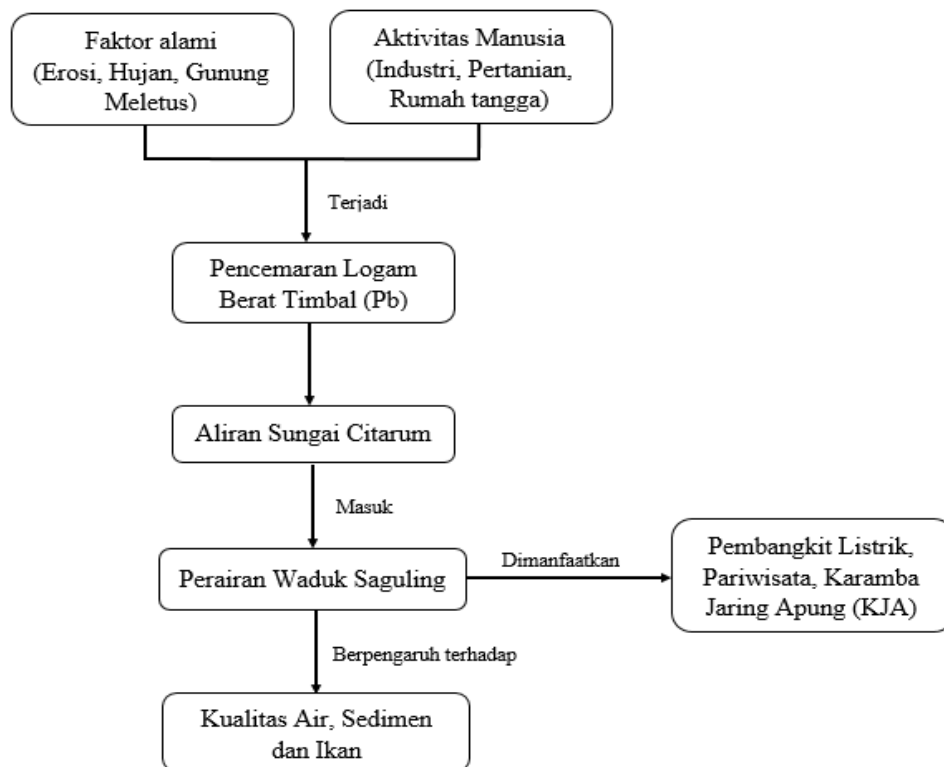 Faktor alami
(Erosi, Hujan, Gunung
Meletus)
Aktivitas Manusia
(Industri, Pertanian,
Rumah tangga)
Terjadi
Pencemaran Logam
Berat Timbal (Pb)
Aliran Sungai Citarum
Masuk
Perairan Waduk Saguling
Dimanfaatkan
Pembangkit Listrik,
Pariwisata, Karamba
Jaring Apung (KJA)
Berpengaruh terhadap
Kualitas Air, Sedimen
dan Ikan